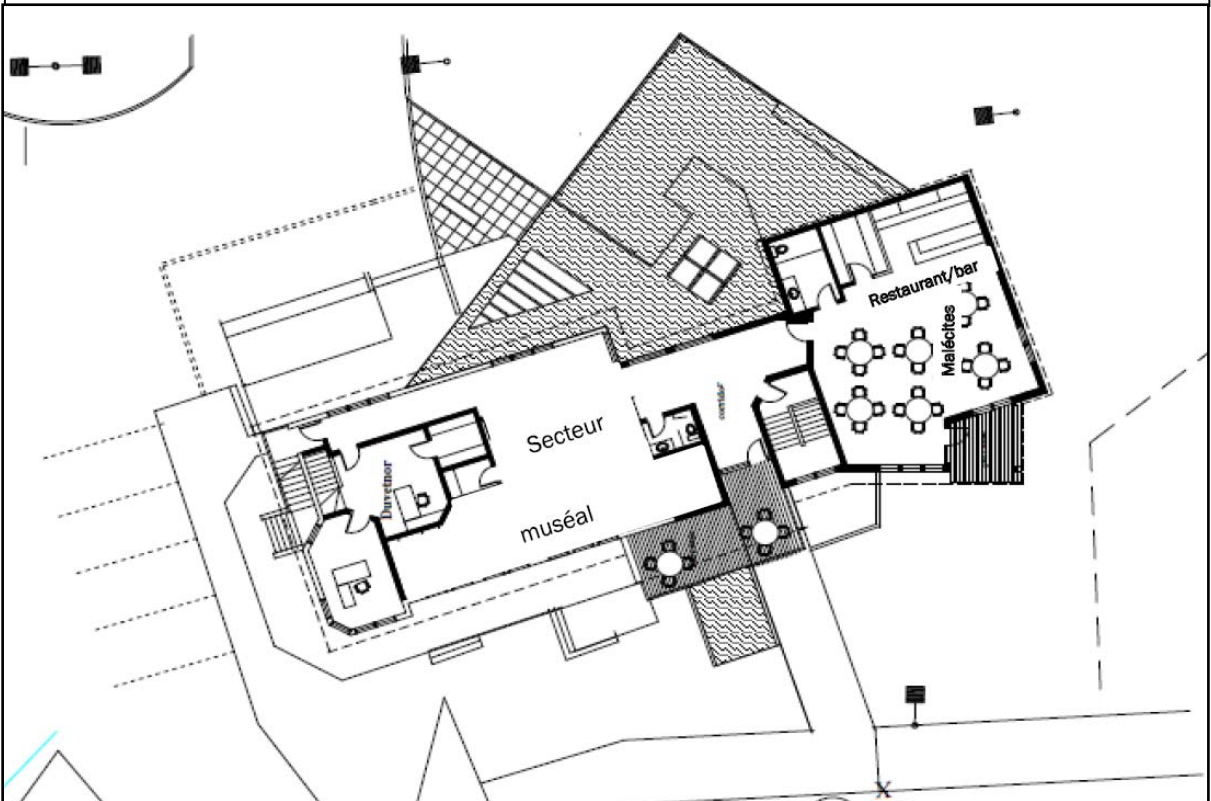 Restaurant/bar
Malécites
Secteur
muséal
corridor
Duvetnor
X